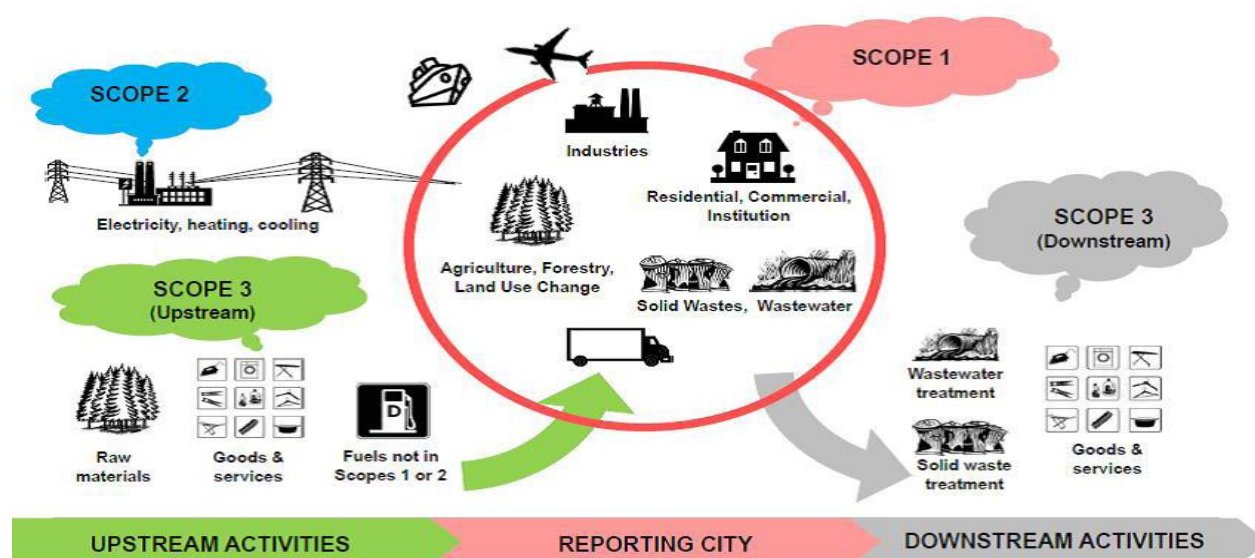 SCOPE 1
SCOPE 2
Industries
Residential, Commercial,
Institution
Electricity, heating, cooling
SCOPE 3
(Downstream)
Agriculture, Forestry,
Land Use Change
Solid Wastes, Wastewater
SCOPE 3
(Upstream)
D
Raw
materials
Goods &
services
Fuels not in
Scopes 1 or 2
Wastewater
treatment
Solid waste
treatment
Goods &
services
UPSTREAM ACTIVITIES
REPORTING CITY
DOWNSTREAM ACTIVITIES